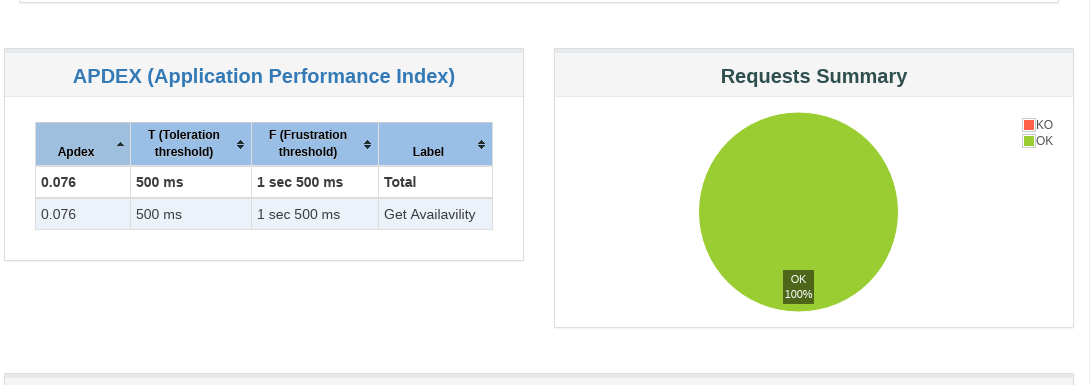 APDEX (Application Performance Index)
Apdex
T (Toleration
threshold)
F (Frustration
threshold)
Label
0.076
500 ms
1 sec 500 ms
Total
0.076
500 ms
1 sec 500 ms
Get Availavility
Requests Summary
KO
OK
OK
100%